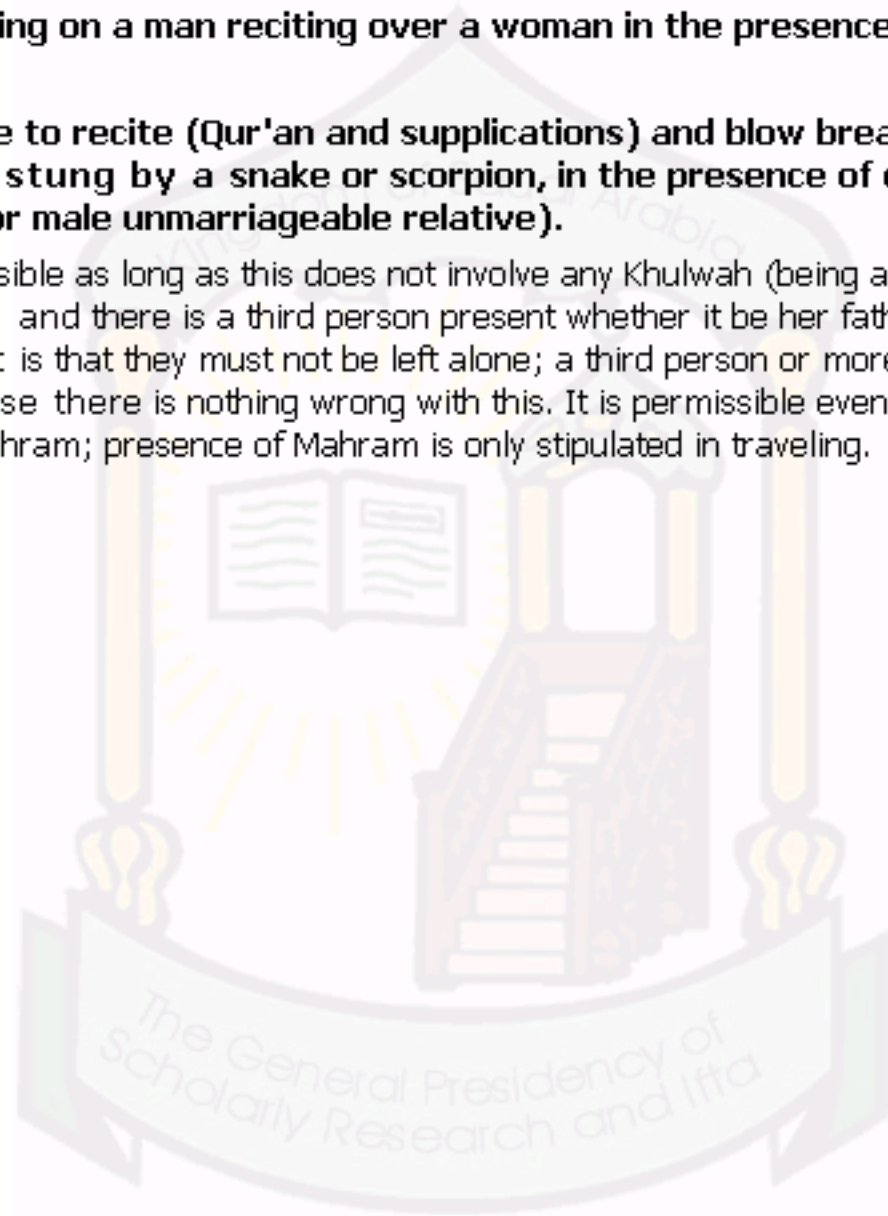 ing on a man reciting over a woman in the presence
e to recite (Qur'an and supplications) and blow brea
stung by a snake or scorpion, in the presence of
or male unmarriageable relative).
sible as long as this does not involve any Khulwah (being a
and there is a third person present whether it be her fath
is that they must not be left alone; a third person or more
se there is nothing wrong with this. It is permissible even
hram; presence of Mahram is only stipulated in traveling.
Kingdom of Saudi Arabia
The General Presidency of
Scholarly Research and Ifta